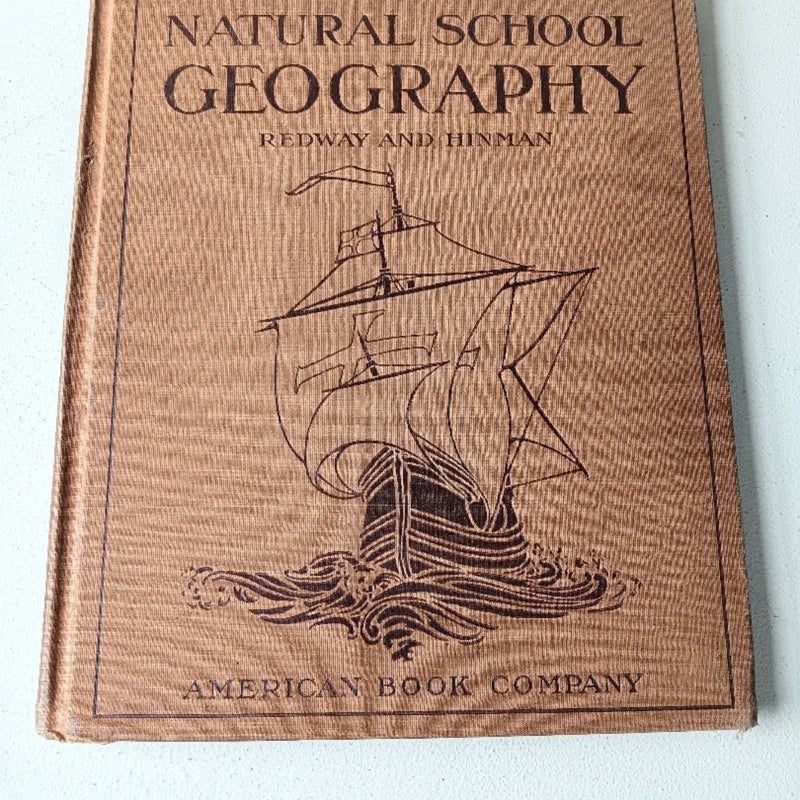 NATURAL SCHOOL
GEOGRAPHY
REDWAY AND HINMAN
AMERICAN BOOK COMPANY